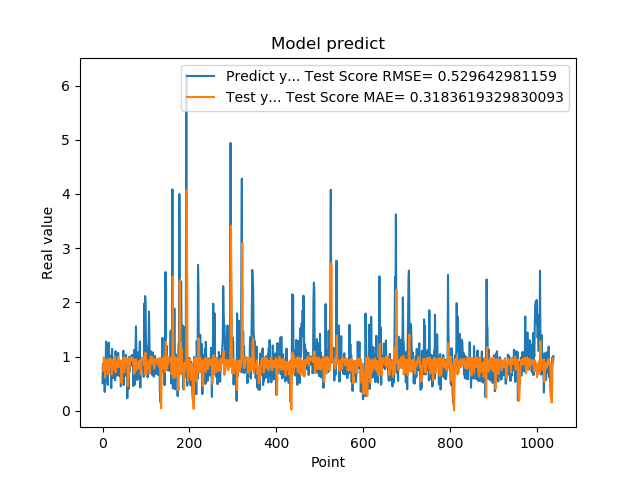 Model predict
Predict y... Test Score RMSE= 0.529642981159
Test y... Test Score MAE= 0.3183619329830093
Real value
6
5
4
3
2
1
0
0 200 400 600 800 1000
Point